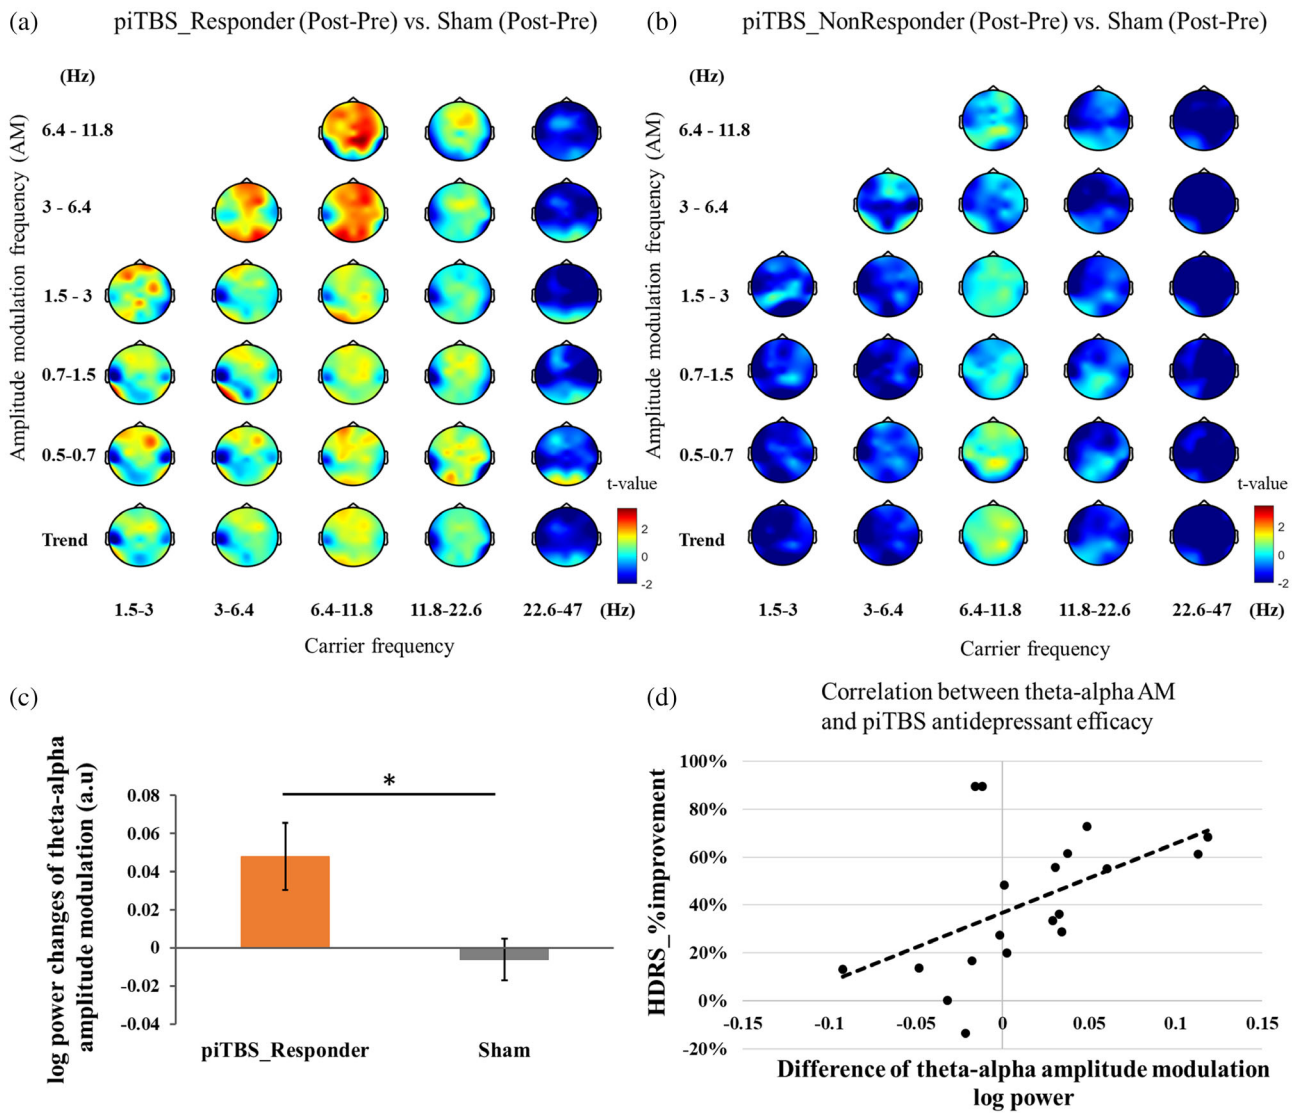 (a) piTBS_Responder (Post-Pre) vs. Sham (Post-Pre)
(Hz)
Amplitude modulation frequency (AM)
6.4 - 11.8
3 - 6.4
1.5 - 3
0.7-1.5
0.5-0.7
Trend
t-value
2
0
-2
1.5-3 3-6.4 6.4-11.8 11.8-22.6 22.6-47 (Hz)
Carrier frequency
(b) piTBS_NonResponder (Post-Pre) vs. Sham (Post-Pre)
(Hz)
Amplitude modulation frequency (AM)
6.4 - 11.8
3 - 6.4
1.5 - 3
0.7-1.5
0.5-0.7
Trend
t-value
2
0
-2
1.5-3 3-6.4 6.4-11.8 11.8-22.6 22.6-47 (Hz)
Carrier frequency
(c)
log power changes of theta-alpha
amplitude modulation (a.u)
0.08
0.06
0.04
0.02
0
-0.02
-0.04
*
piTBS_Responder Sham
(d) Correlation between theta-alpha AM
and piTBS antidepressant efficacy
HDRS_%improvement
100%
80%
60%
40%
20%
0%
-20%
-0.15 -0.1 -0.05 0 0.05 0.1 0.15
Difference of theta-alpha amplitude modulation
log power